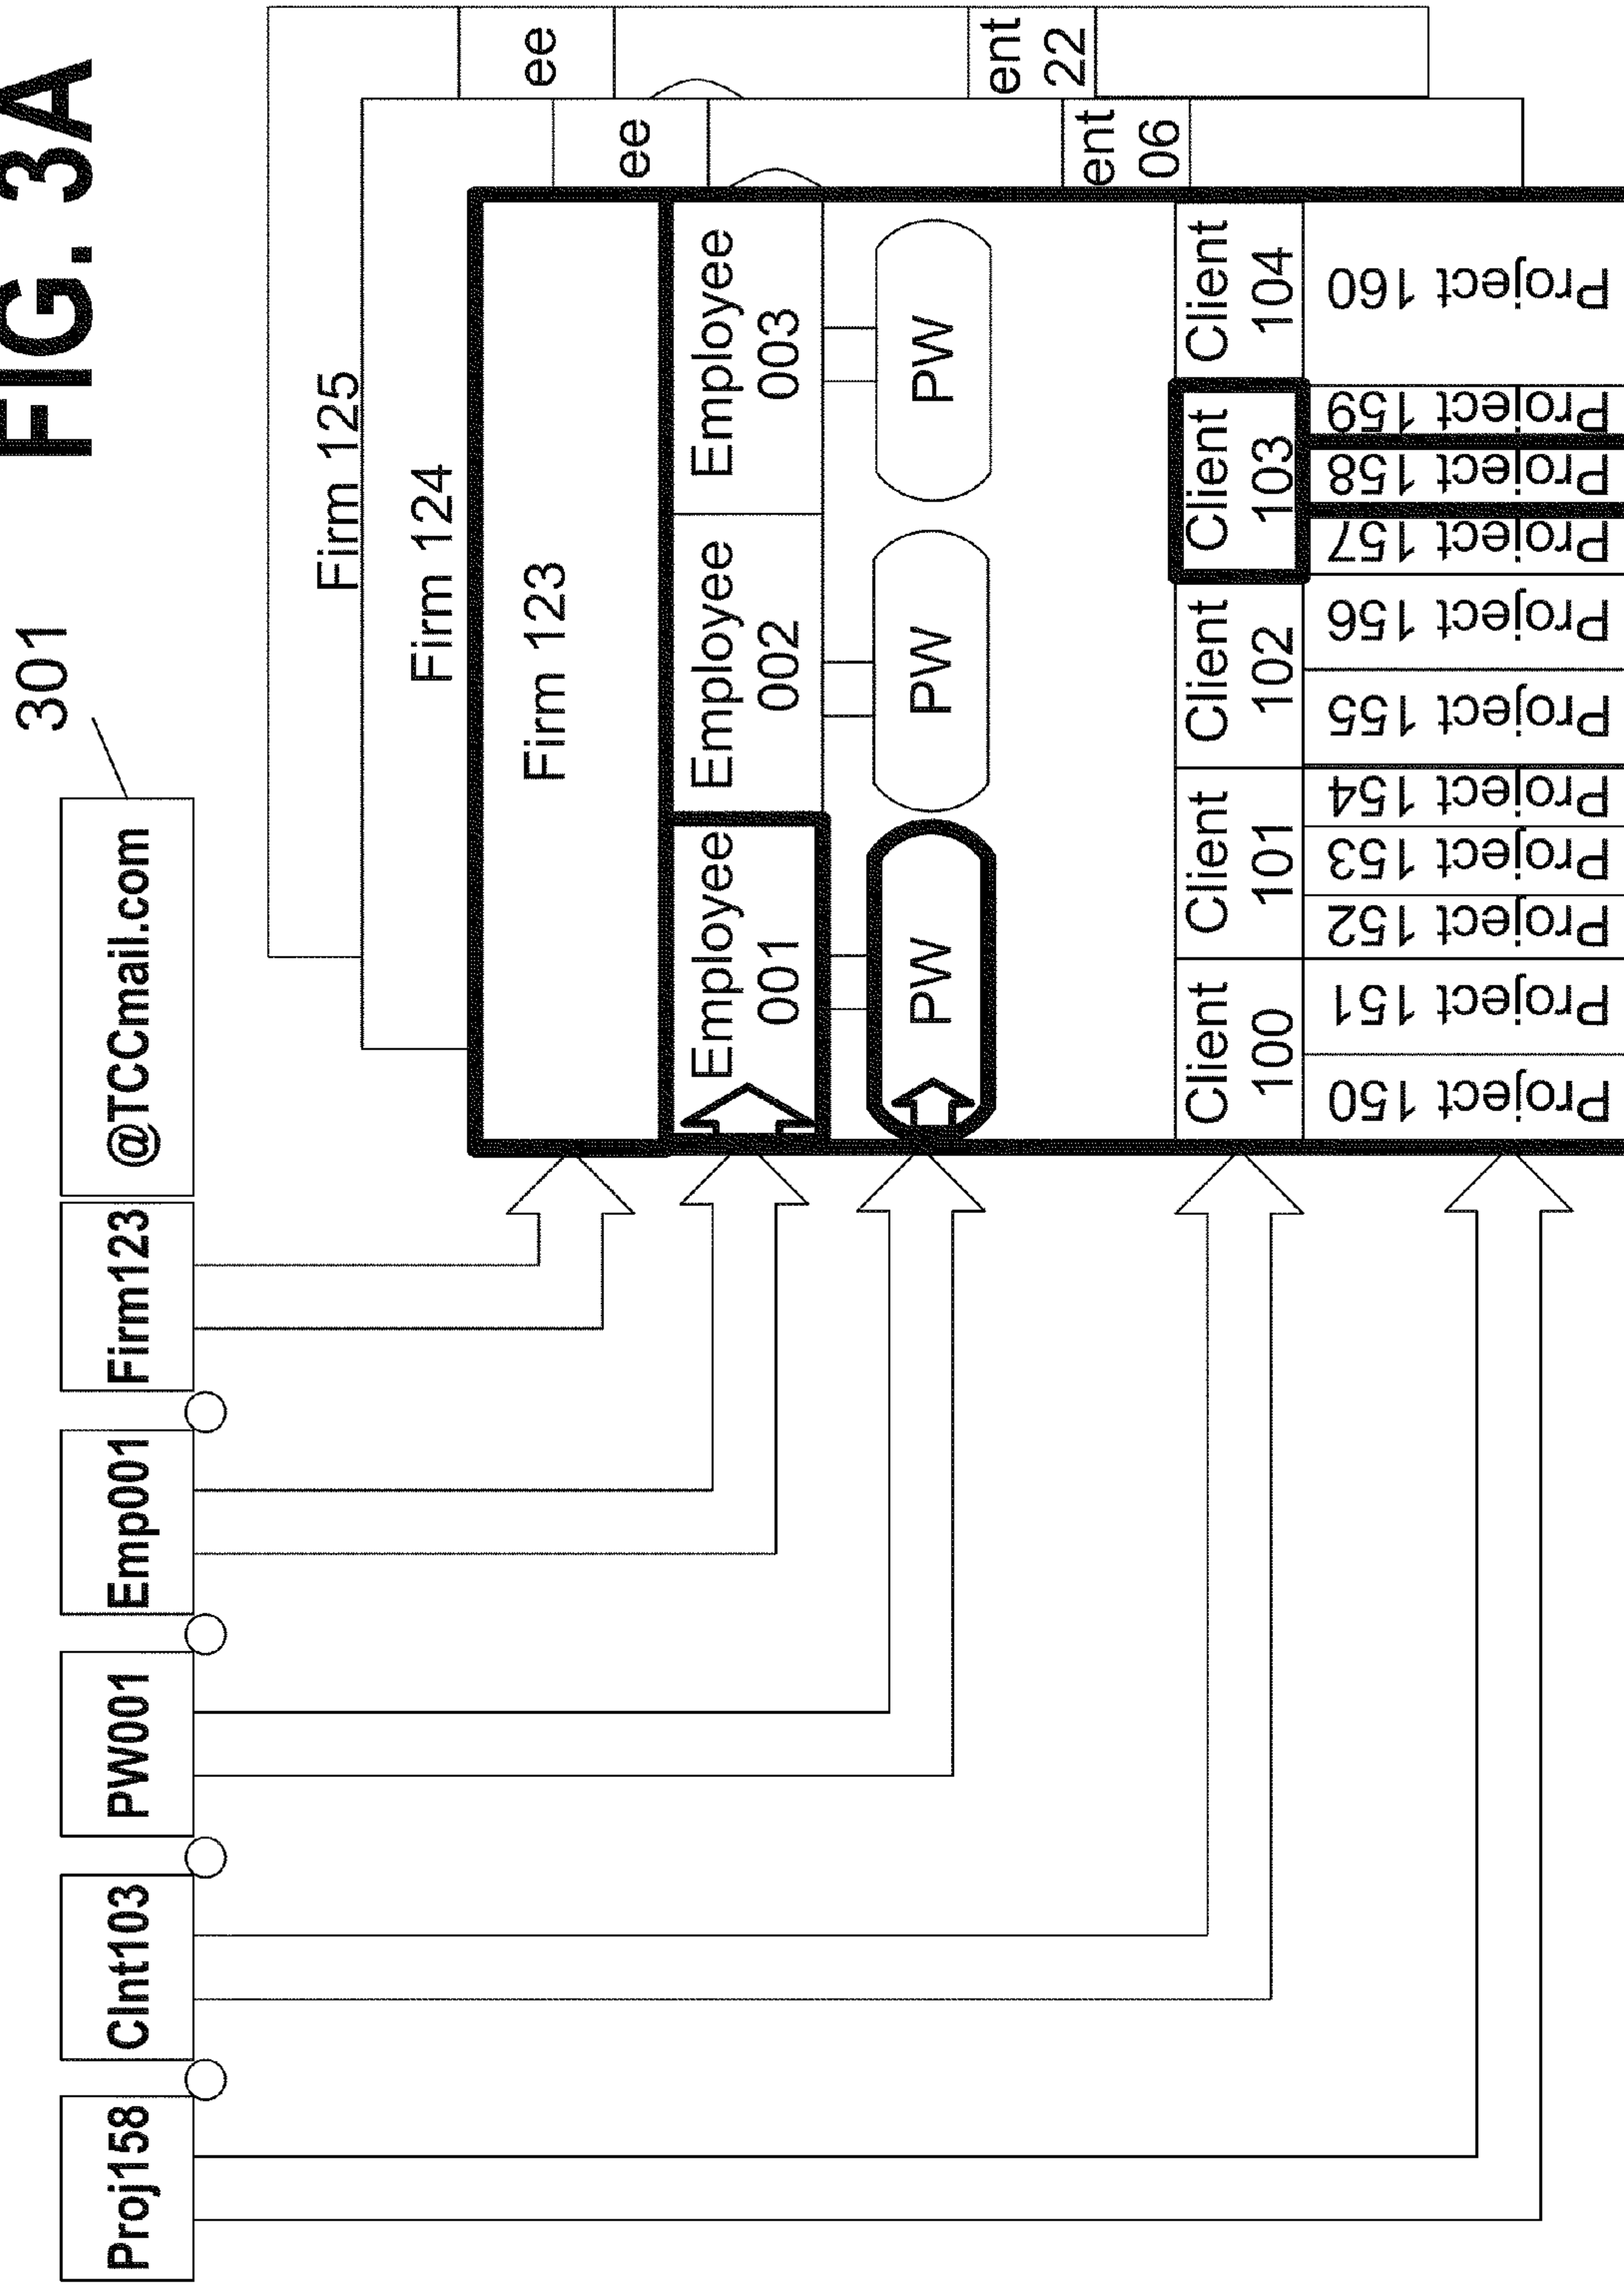 FIG. 3A
301
Proj158
Clnt103
PW001
Emp001
Firm123
@TCCmail.com
Firm 125
Firm 124
Firm 123
ee
ee
Employee
001
Employee
002
Employee
003
PW
PW
PW
ent
22
ent
06
Client
100
Client
101
Client
102
Client
103
Client
104
Project 150
Project 151
Project 152
Project 153
Project 154
Project 155
Project 156
Project 157
Project 158
Project 159
Project 160